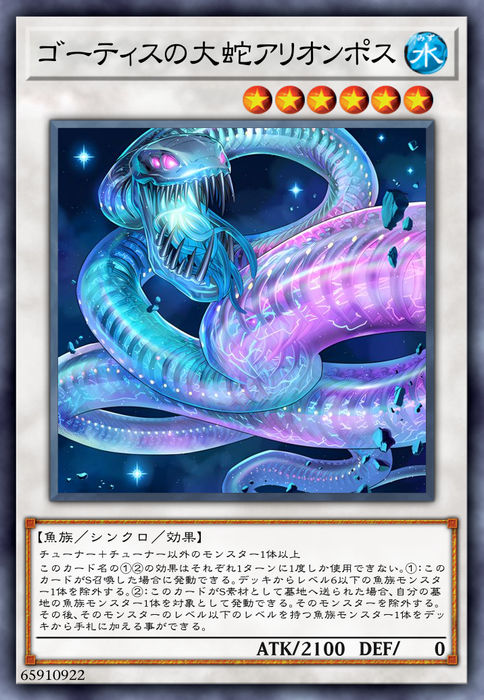 ゴーティスの大蛇アリオンポス
みず
水
【魚族／シンクロ／効果】
チューナー＋チューナー以外のモンスター1体以上
このカード名の①②の効果はそれぞれ1ターンに1度しか使用できない。①：この
カードがS召喚した場合に発動できる。デッキからレベル6以下の魚族モンスタ
ー1体を除外する。②：このカードがS素材として墓地へ送られた場合、自分の墓
地の魚族モンスター1体を対象として発動できる。そのモンスターを除外する。
その後、そのモンスターのレベル以下のレベルを持つ魚族モンスター1体をデッ
キから手札に加える事ができる。
ATK/2100 DEF/ 0
65910922